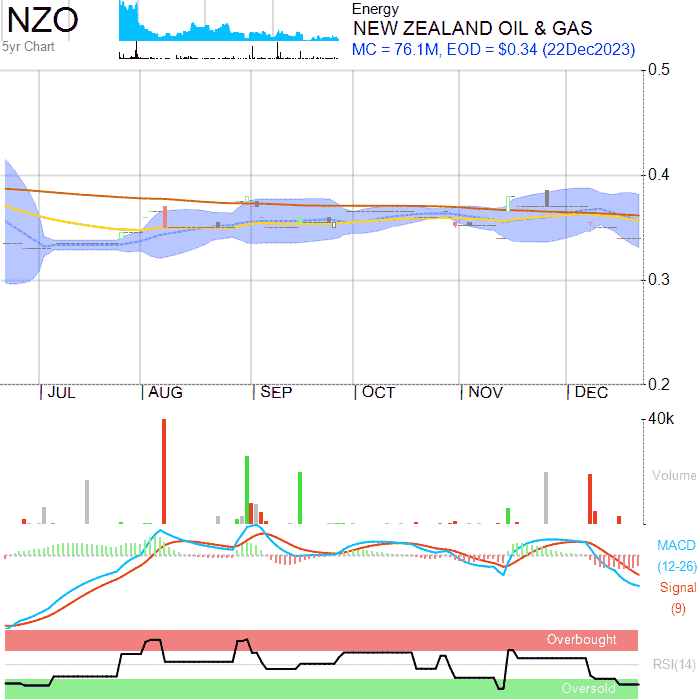 NZO
5yr Chart
Energy
NEW ZEALAND OIL & GAS
MC = 76.1M, EOD = $0.34 (22Dec2023)
0.5
0.4
0.3
0.2
JUL
AUG
SEP
OCT
NOV
DEC
40k
Volume
MACD
(12-26)
Signal
(9)
Overbought
RSI(14)
Oversold